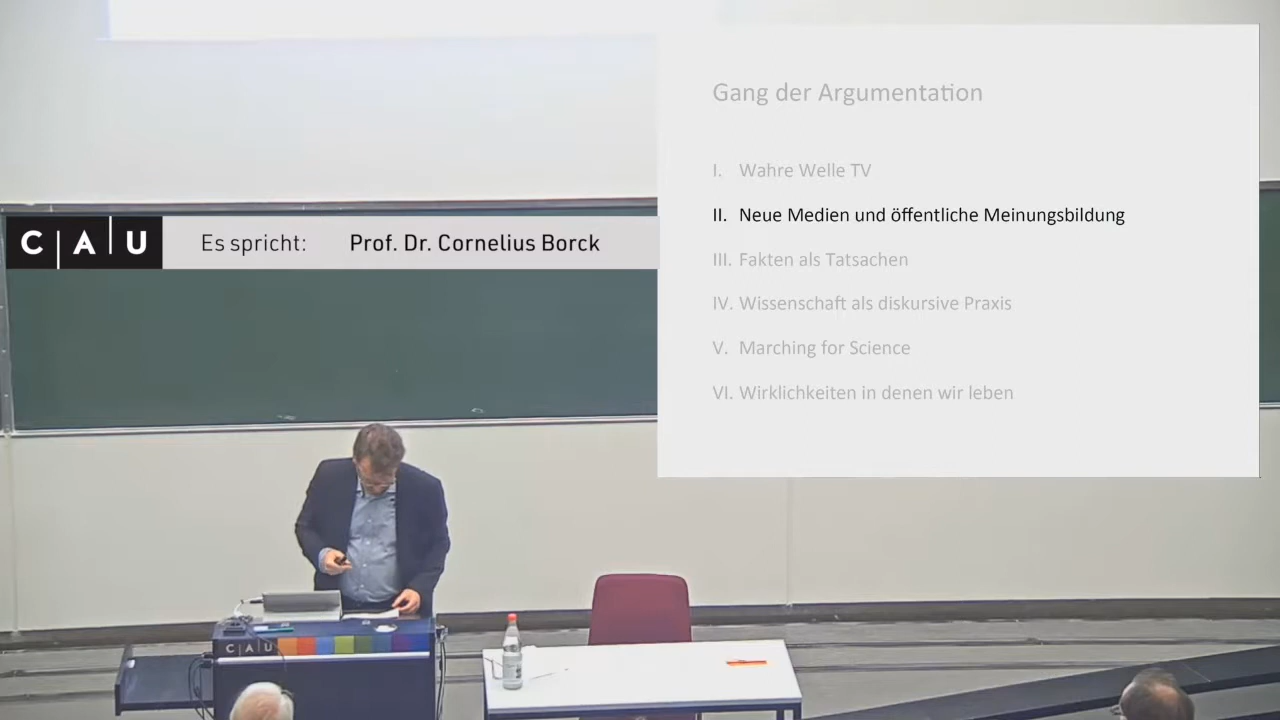 Gang der Argumentation
I. Wahre Welle TV
II. Neue Medien und öffentliche Meinungsbildung
III. Fakten als Tatsachen
IV. Wissenschaft als diskursive Praxis
V. Marching for Science
VI. Wirklichkeiten in denen wir leben
C|A|U Es spricht: Prof. Dr. Cornelius Borck
C|A|U